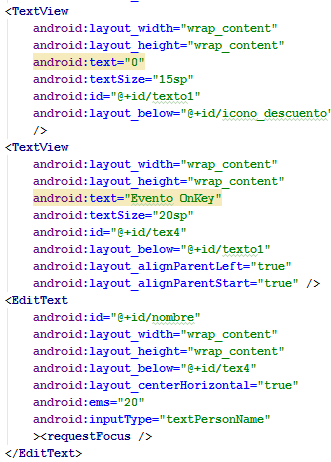 <TextView
android:layout_width="wrap_content"
android:layout_height="wrap_content"
android:text="0"
android:textSize="15sp"
android:id="@+id/texto1"
android:layout_below="@+id/icono_descuento"
/>
<TextView
android:layout_width="wrap_content"
android:layout_height="wrap_content"
android:text="Evento OnKey"
android:textSize="20sp"
android:id="@+id/tex4"
android:layout_below="@+id/texto1"
android:layout_alignParentLeft="true"
android:layout_alignParentStart="true" />
<EditText
android:id="@+id/nombre"
android:layout_width="wrap_content"
android:layout_height="wrap_content"
android:layout_below="@+id/tex4"
android:layout_centerHorizontal="true"
android:ems="20"
android:inputType="textPersonName"
><requestFocus />
</EditText>